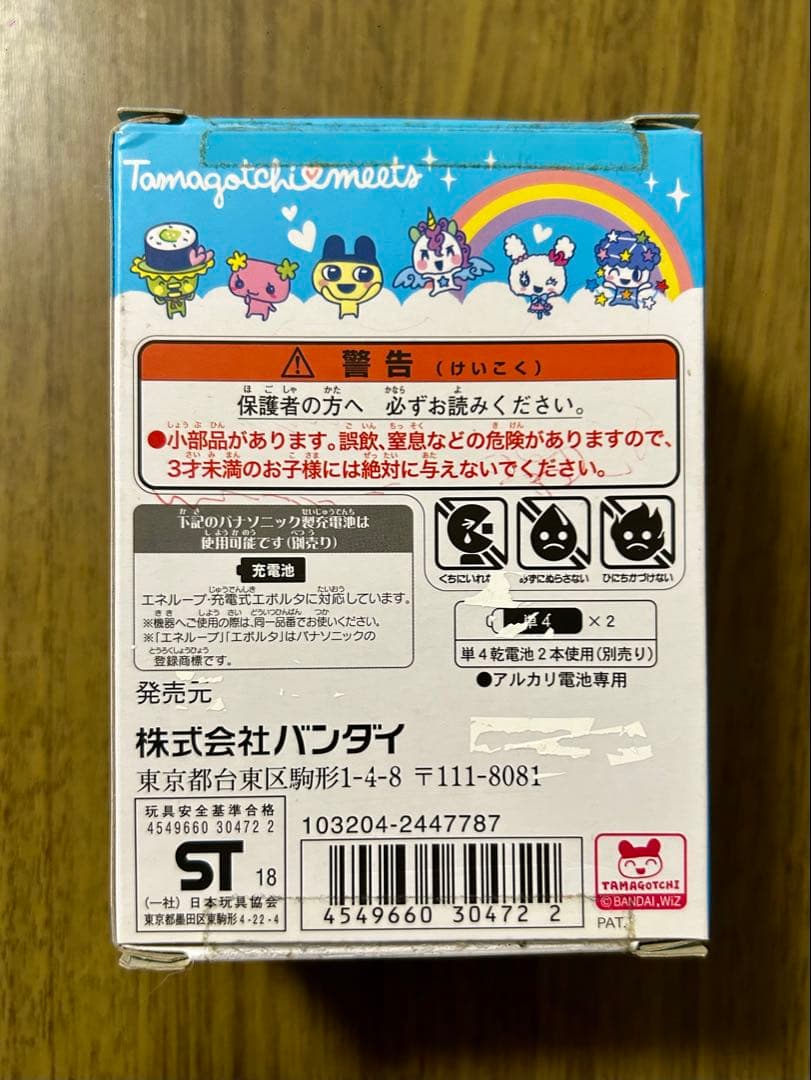 Tamagotchi meets
警告 (けいこく)
保護者の方へ 必ずお読みください。
●小部品があります。誤飲、窒息などの危険がありますので、
3才未満のお子様には絶対に与えないでください。
下記のパナソニック製充電池は
使用可能です(別売り)
充電池
エネループ・充電式エボルタに対応しています。
※機器へご使用の際は、同一品番でお使いください。
※「エネループ」「エボルタ」はパナソニックの
登録商標です。
くちにいれな
みずにぬらさない
ひにちかづけない
単4 ×2
単4乾電池2本使用(別売り)
●アルカリ電池専用
発売元
株式会社バンダイ
東京都台東区駒形1-4-8 〒111-8081
玩具安全基準合格
4549660 30472 2
ST 18
(一社)日本玩具協会
東京都墨田区東駒形4-22-4
103204-2447787
4549660 304722
TAMAGOTCHI
©BANDAI,WiZ
PAT.